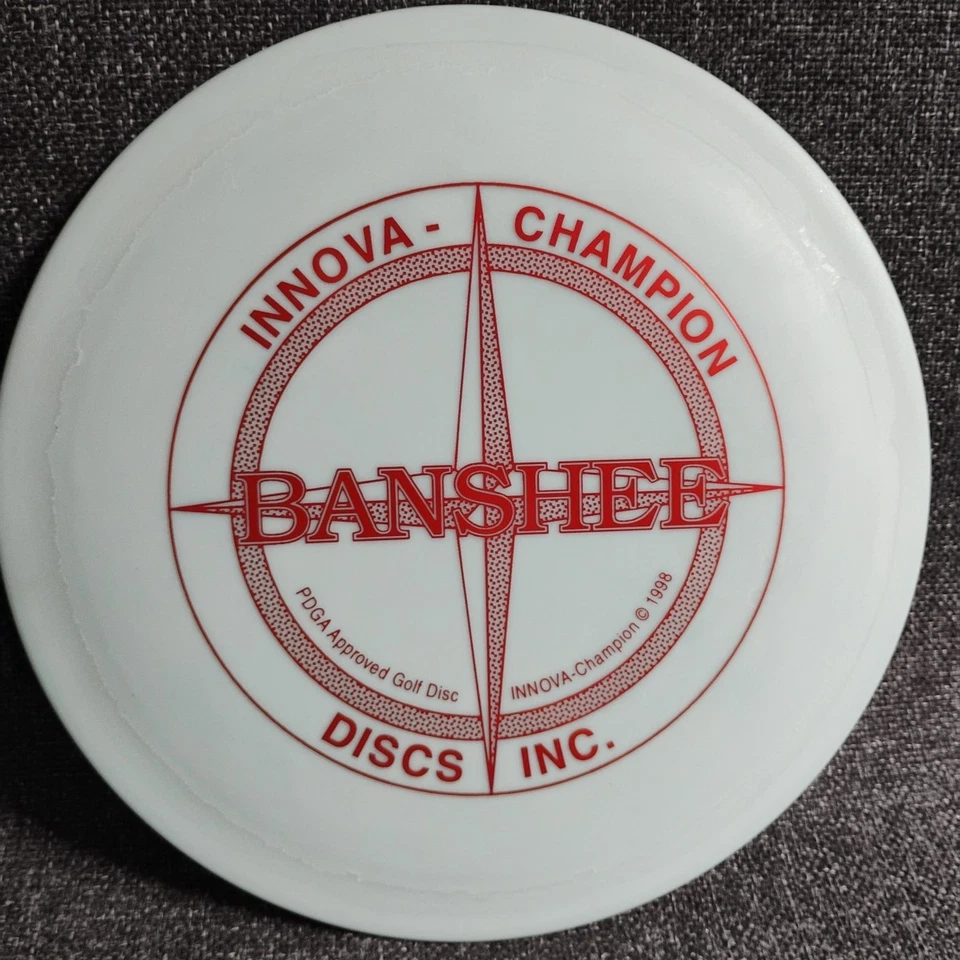 INNOVA - CHAMPION
BANSHEE
PDGA Approved Golf Disc
INNOVA-Champion © 1998
DISCS INC.